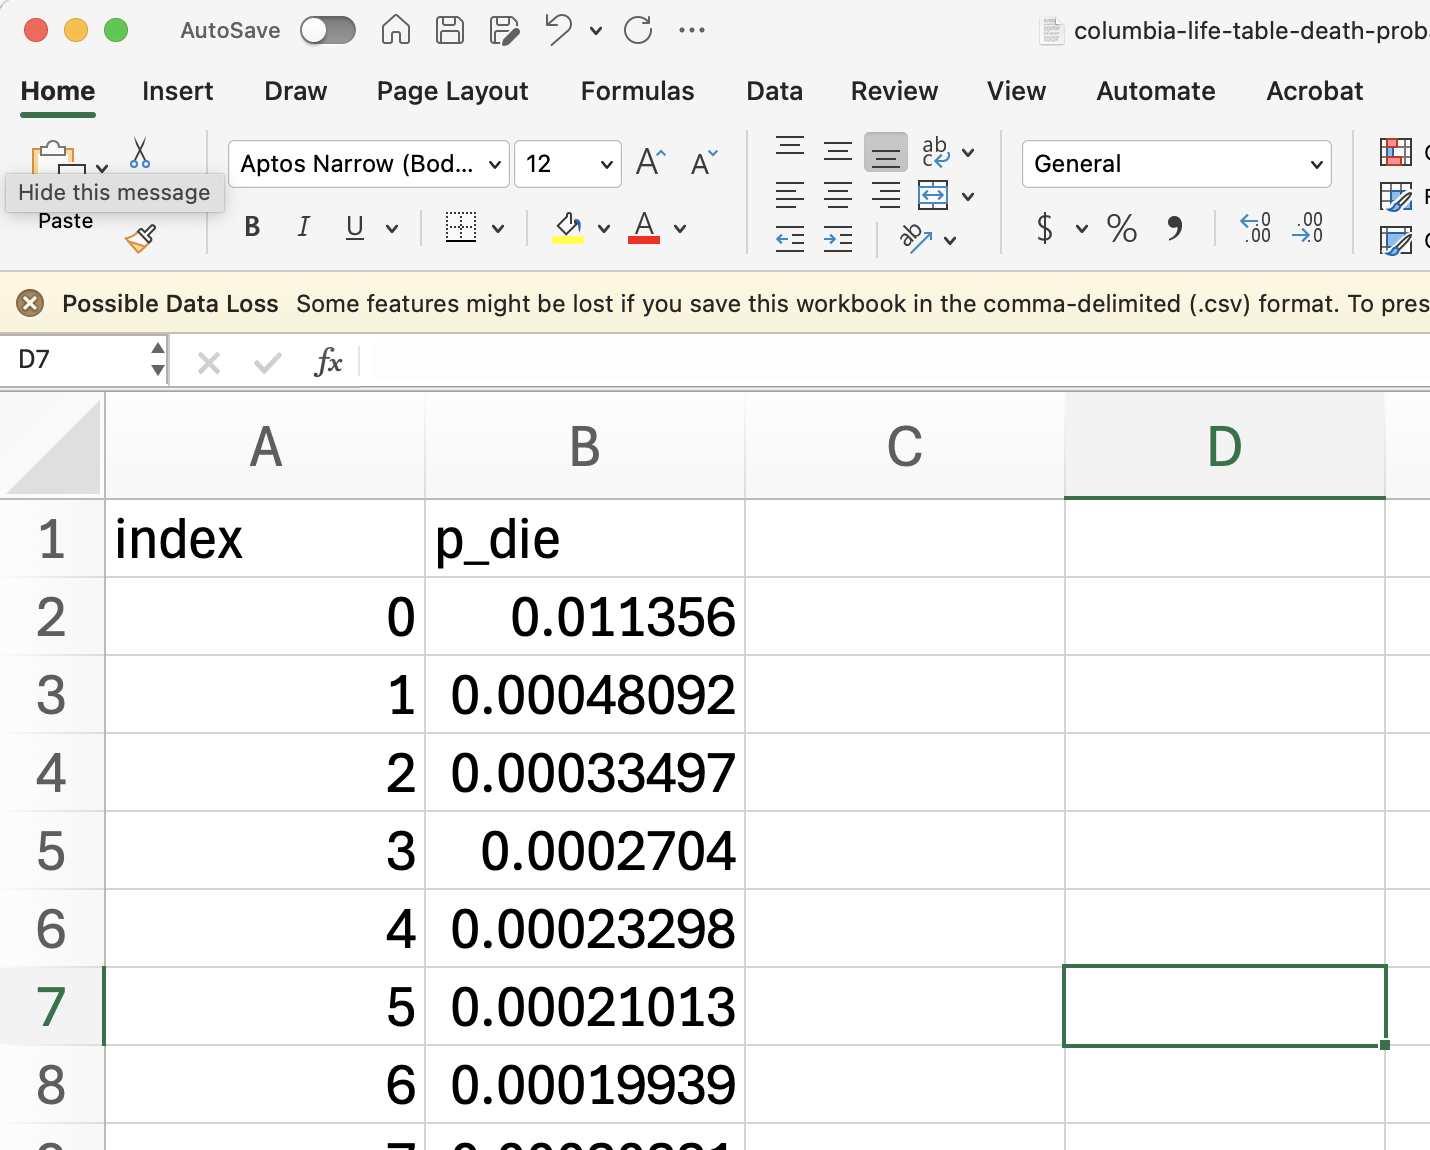 AutoSave
columbia-life-table-death-prob
Home Insert Draw Page Layout Formulas Data Review View Automate Acrobat
Aptos Narrow (Bod... 12
General
Hide this message
Paste
B I U
Possible Data Loss Some features might be lost if you save this workbook in the comma-delimited (.csv) format. To pres
D7 fx
A B C D
1 index p_die
2 0 0.011356
3 1 0.00048092
4 2 0.00033497
5 3 0.0002704
6 4 0.00023298
7 5 0.00021013
8 6 0.00019939